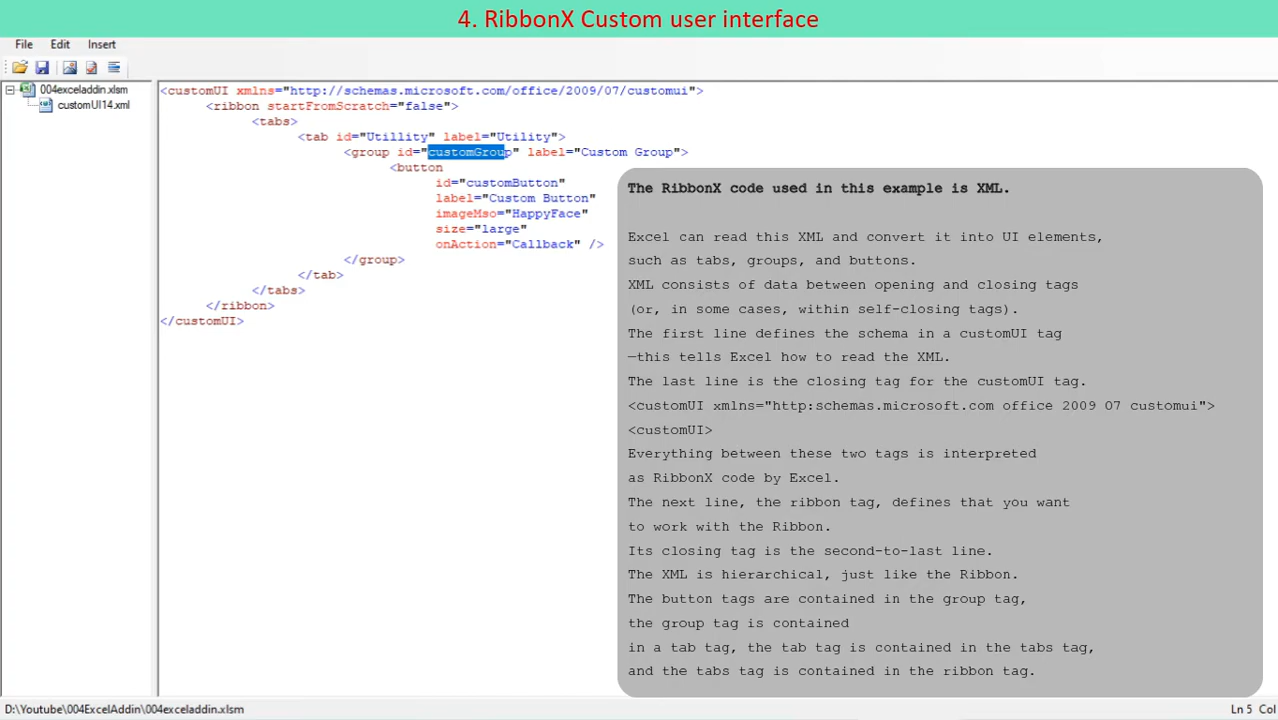 4. RibbonX Custom user interface
File Edit Insert
004exceladdin.xlsm
customUI14.xml
<customUI xmlns="http://schemas.microsoft.com/office/2009/07/customui">
<ribbon startFromScratch="false">
<tabs>
<tab id="Utillity" label="Utility">
<group id="customGroup" label="Custom Group">
<button
id="customButton"
label="Custom Button"
imageMso="HappyFace"
size="large"
onAction="Callback" />
</group>
</tab>
</tabs>
</ribbon>
</customUI>
The RibbonX code used in this example is XML.
Excel can read this XML and convert it into UI elements,
such as tabs, groups, and buttons.
XML consists of data between opening and closing tags
(or, in some cases, within self-closing tags).
The first line defines the schema in a customUI tag
—this tells Excel how to read the XML.
The last line is the closing tag for the customUI tag.
<customUI xmlns="http:schemas.microsoft.com office 2009 07 customui">
<customUI>
Everything between these two tags is interpreted
as RibbonX code by Excel.
The next line, the ribbon tag, defines that you want
to work with the Ribbon.
Its closing tag is the second-to-last line.
The XML is hierarchical, just like the Ribbon.
The button tags are contained in the group tag,
the group tag is contained
in a tab tag, the tab tag is contained in the tabs tag,
and the tabs tag is contained in the ribbon tag.
D:\Youtube\004ExcelAddin\004exceladdin.xlsm
Ln 5 Col